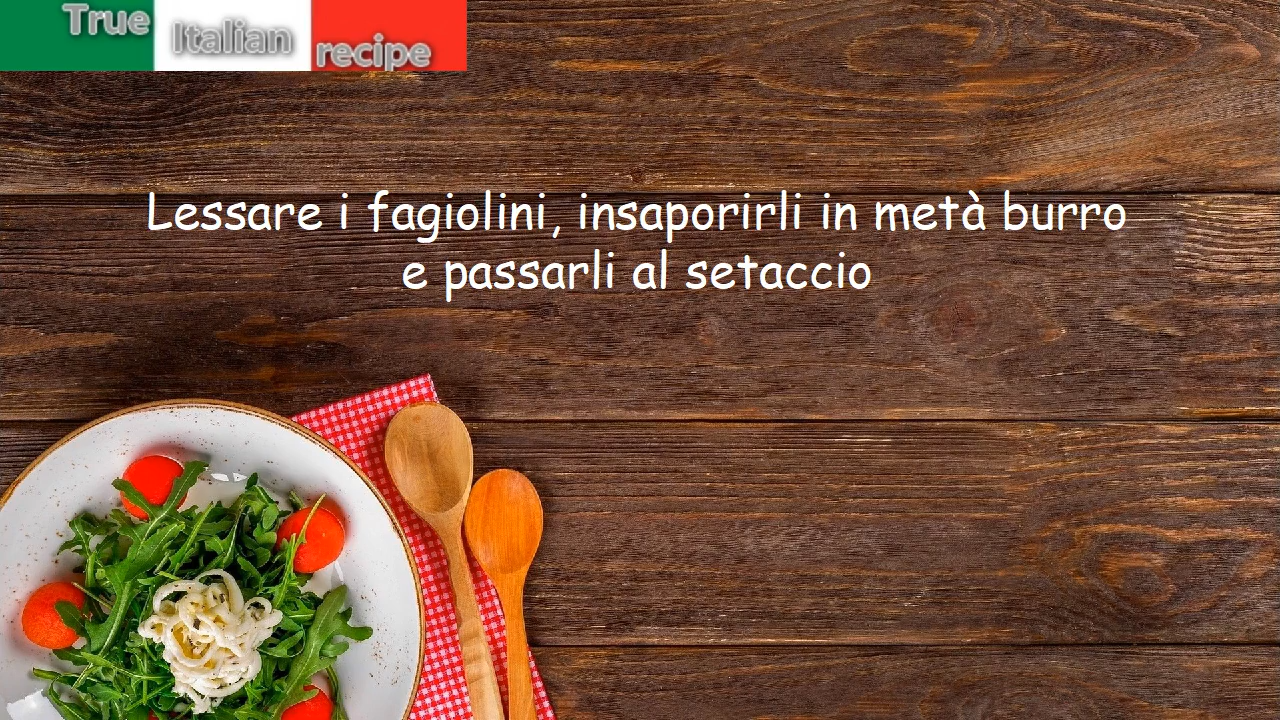 True Italian recipe
Lessare i fagiolini, insaporirli in metà burro
e passarli al setaccio